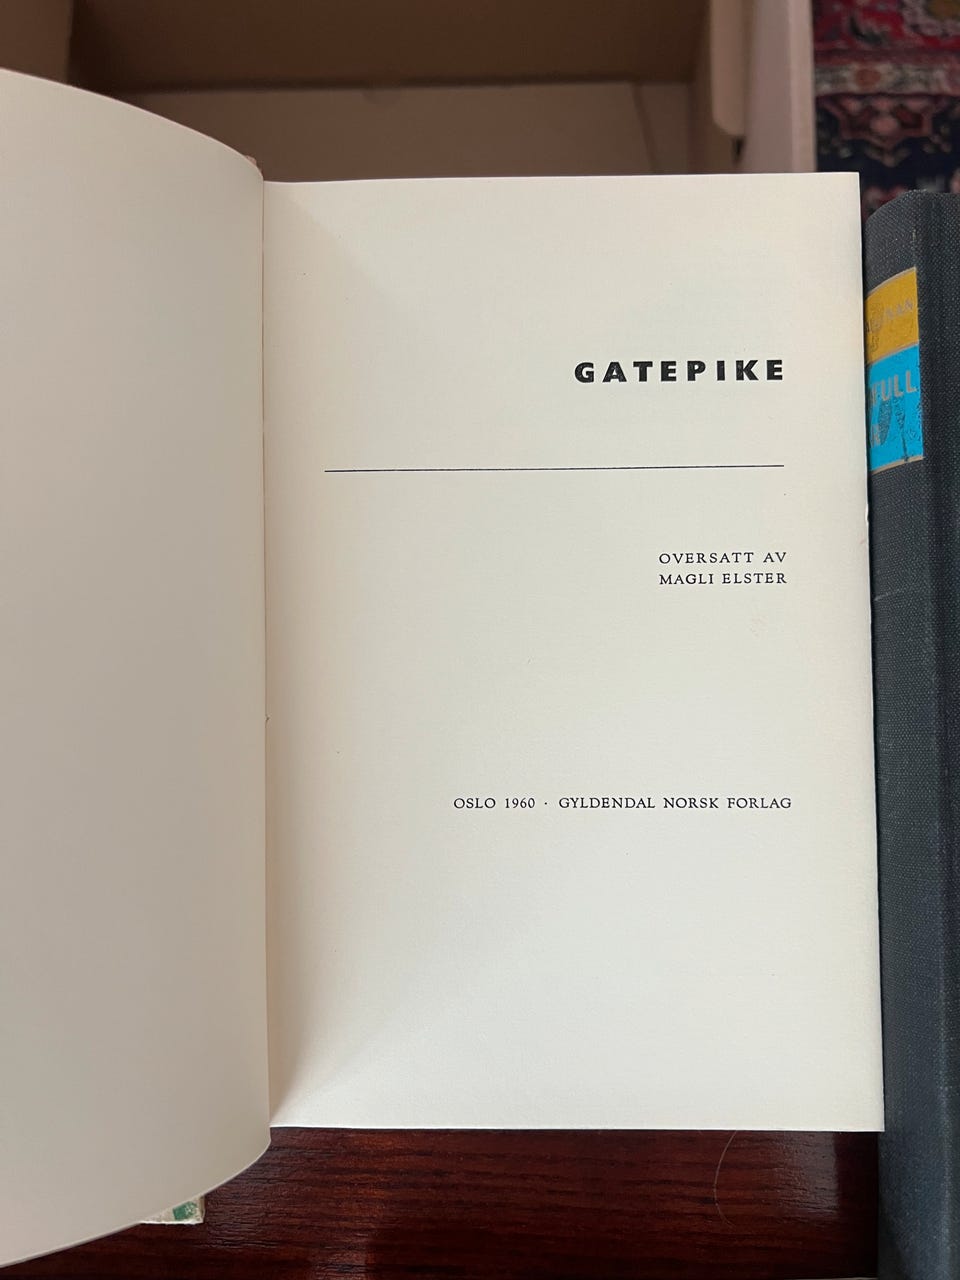 GATEPIKE
OVERSATT AV
MAGLI ELSTER
OSLO 1960 · GYLDENDAL NORSK FORLAG